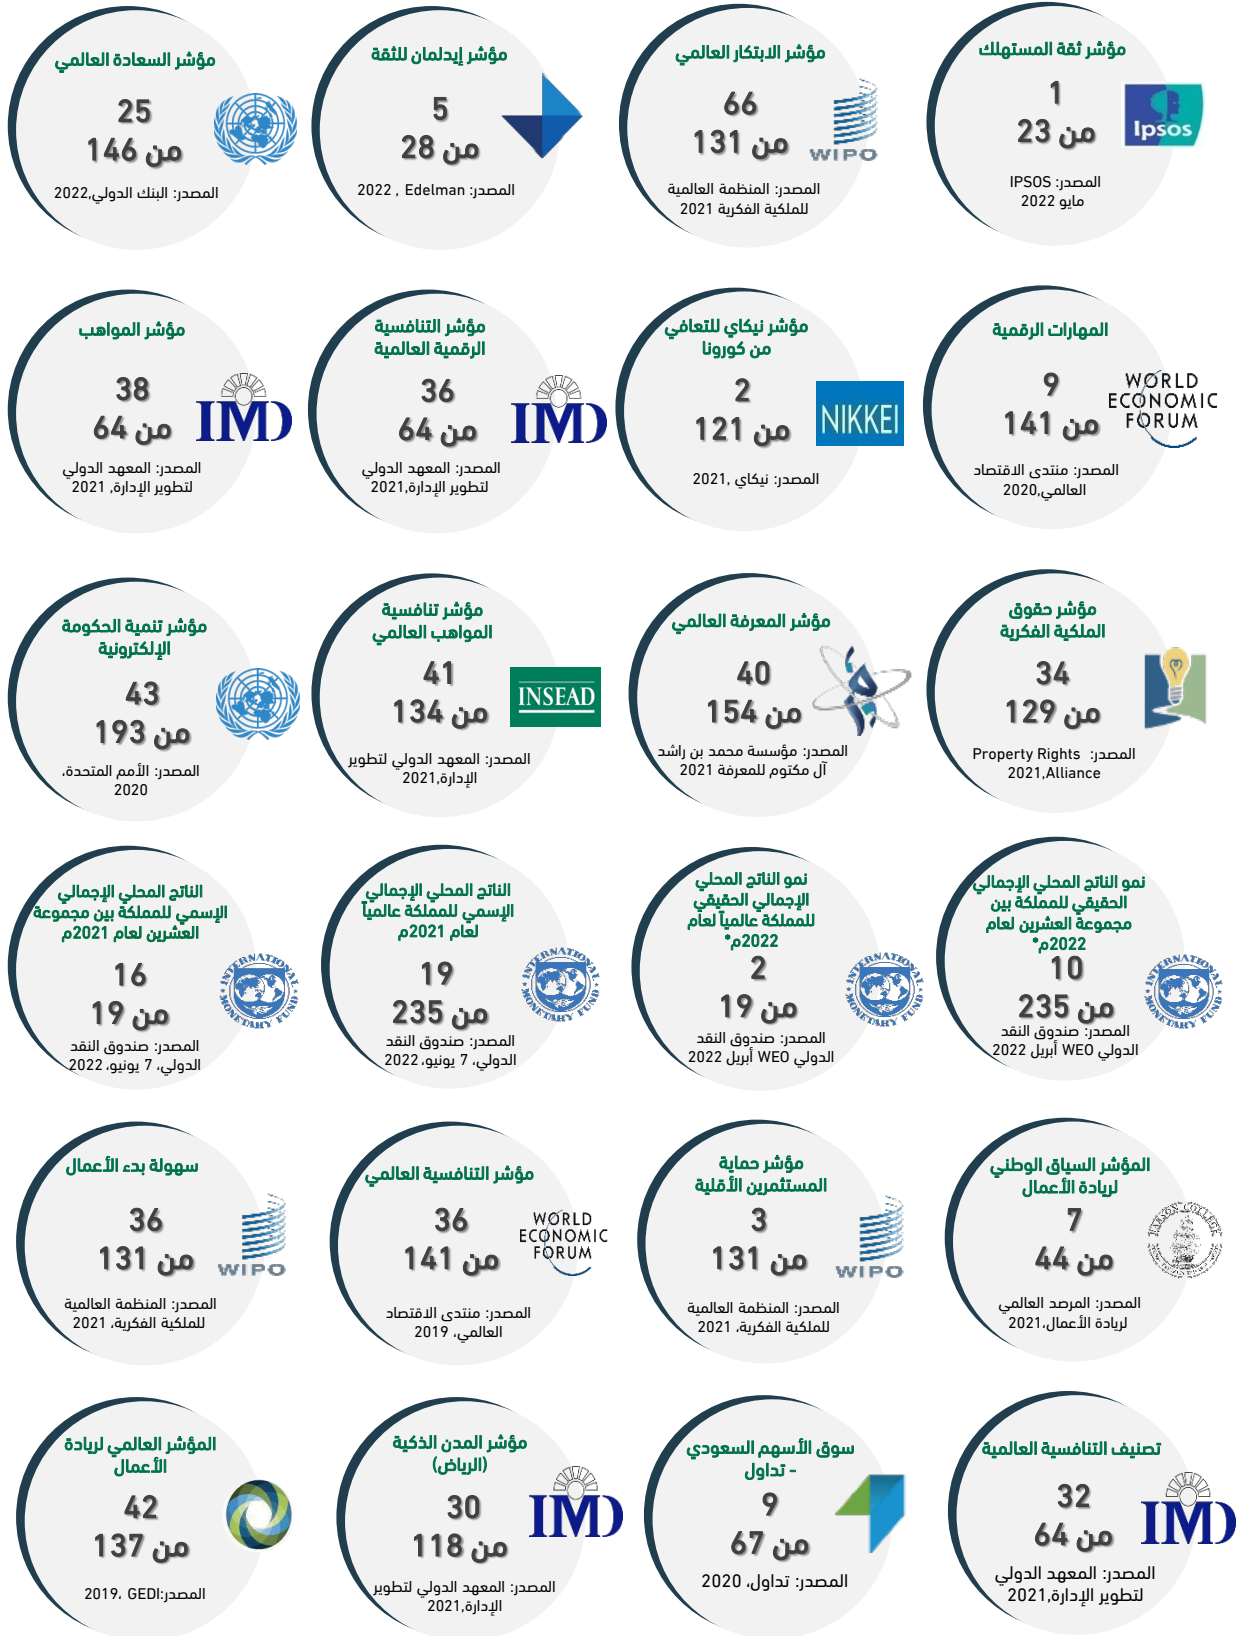 مؤشر ثقة المستهلك
1
من 23
المصدر: IPSOS
مايو 2022
Ipsos
مؤشر الابتكار العالمي
66
من 131
المصدر: المنظمة العالمية
للملكية الفكرية 2021
WIPO
مؤشر إيدلمان للثقة
5
من 28
المصدر: Edelman , 2022
مؤشر السعادة العالمي
25
من 146
المصدر: البنك الدولي,2022
المهارات الرقمية
9
من 141
المصدر: منتدى الاقتصاد
العالمي,2020
WORLD
ECONOMIC
FORUM
مؤشر نيكاي للتعافي
من كورونا
2
من 121
المصدر: نيكاي ,2021
NIKKEI
مؤشر التنافسية
الرقمية العالمية
36
من 64
المصدر: المعهد الدولي
لتطوير الإدارة,2021
IMD
مؤشر المواهب
38
من 64
المصدر: المعهد الدولي
لتطوير الإدارة, 2021
IMD
مؤشر حقوق
الملكية الفكرية
34
من 129
المصدر: Property Rights
2021,Alliance
مؤشر المعرفة العالمي
40
من 154
المصدر: مؤسسة محمد بن راشد
آل مكتوم للمعرفة 2021
مؤشر تنافسية
المواهب العالمي
41
من 134
المصدر: المعهد الدولي لتطوير
الإدارة,2021
INSEAD
مؤشر تنمية الحكومة
الإلكترونية
43
من 193
المصدر: الأمم المتحدة،
2020
نمو الناتج المحلي الإجمالي
الحقيقي للمملكة بين
مجموعة العشرين لعام
2022م*
10
من 235
المصدر: صندوق النقد
الدولي WEO أبريل 2022
INTERNATIONAL MONETARY FUND
نمو الناتج المحلي
الإجمالي الحقيقي
للمملكة عالمياً لعام
2022م*
2
من 19
المصدر: صندوق النقد
الدولي WEO أبريل 2022
INTERNATIONAL MONETARY FUND
الناتج المحلي الإجمالي
الإسمي للمملكة عالمياً
لعام 2021م
19
من 235
المصدر: صندوق النقد
الدولي، 7 يونيو، 2022
INTERNATIONAL MONETARY FUND
الناتج المحلي الإجمالي
الإسمي للمملكة بين مجموعة
العشرين لعام 2021م
16
من 19
المصدر: صندوق النقد
الدولي، 7 يونيو، 2022
INTERNATIONAL MONETARY FUND
المؤشر السياق الوطني
لريادة الأعمال
7
من 44
المصدر: المرصد العالمي
لريادة الأعمال،2021
BABSON COLLEGE
مؤشر حماية
المستثمرين الأقلية
3
من 131
المصدر: المنظمة العالمية
للملكية الفكرية، 2021
WIPO
مؤشر التنافسية العالمي
36
من 141
المصدر: منتدى الاقتصاد
العالمي، 2019
WORLD
ECONOMIC
FORUM
سهولة بدء الأعمال
36
من 131
المصدر: المنظمة العالمية
للملكية الفكرية، 2021
WIPO
تصنيف التنافسية العالمية
32
من 64
المصدر: المعهد الدولي
لتطوير الإدارة,2021
IMD
سوق الأسهم السعودي
- تداول
9
من 67
المصدر: تداول، 2020
مؤشر المدن الذكية
(الرياض)
30
من 118
المصدر: المعهد الدولي لتطوير
الإدارة,2021
IMD
المؤشر العالمي لريادة
الأعمال
42
من 137
المصدر:GEDI ،2019